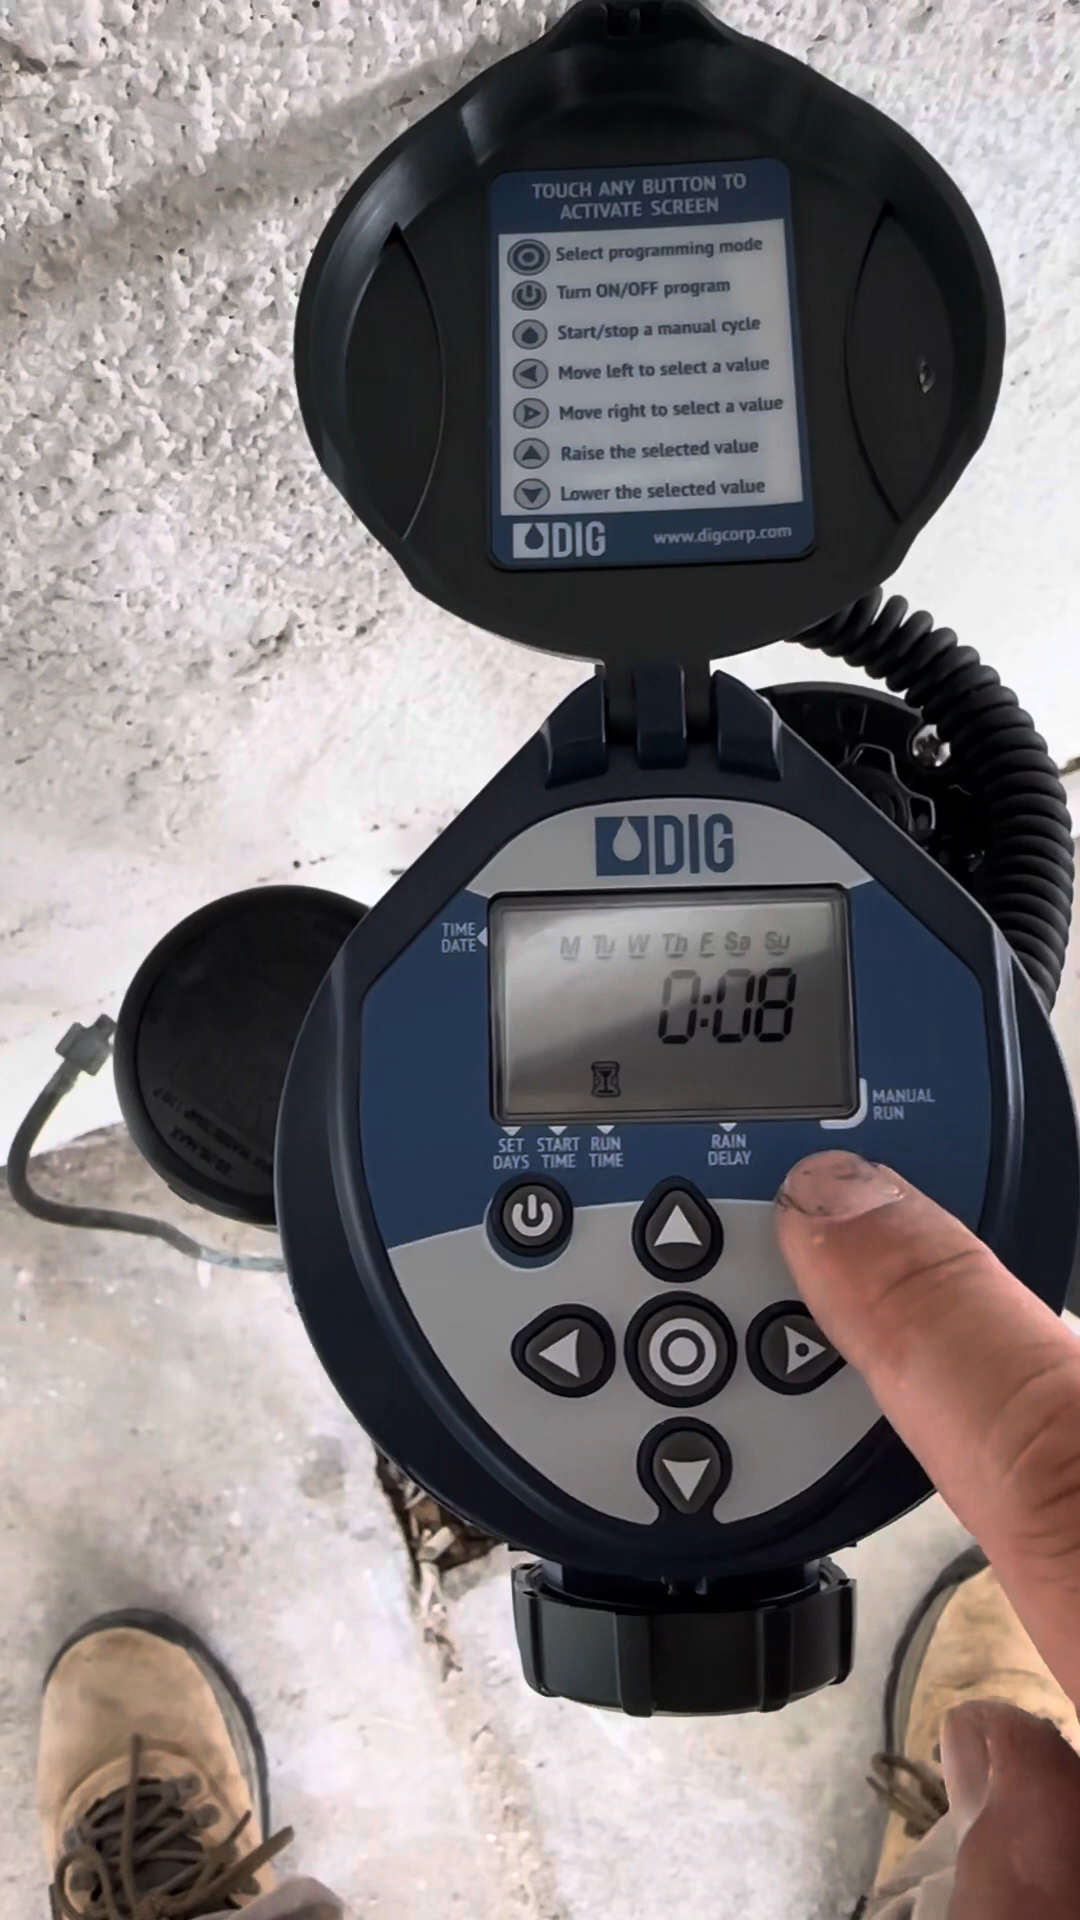 TOUCH ANY BUTTON TO
ACTIVATE SCREEN
Select programming mode
Turn ON/OFF program
Start/stop a manual cycle
Move left to select a value
Move right to select a value
Raise the selected value
Lower the selected value
DIG www.digcorp.com
DIG
TIME
DATE
M Tu W Th F Sa Su
0:08
MANUAL
RUN
SET
DAYS
START
TIME
RUN
TIME
RAIN
DELAY